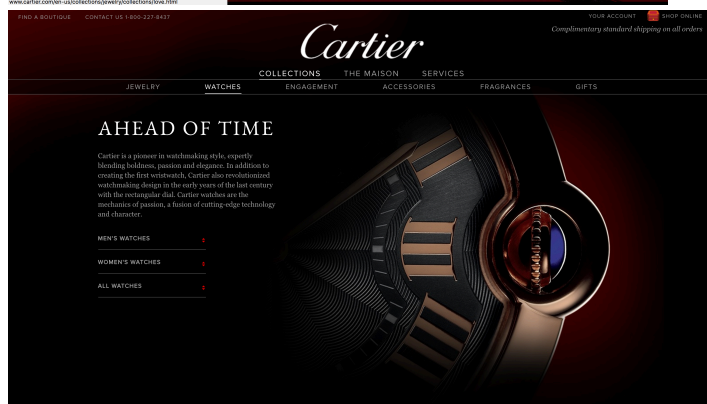 www.cartier.com/en-us/collections/jewelry/collections/love.html
FIND A BOUTIQUE CONTACT US 1-800-227-8437
YOUR ACCOUNT SHOP ONLINE
Complimentary standard shipping on all orders
Cartier
COLLECTIONS THE MAISON SERVICES
JEWELRY WATCHES ENGAGEMENT ACCESSORIES FRAGRANCES GIFTS
AHEAD OF TIME
Cartier is a pioneer in watchmaking style, expertly
blending boldness, passion and elegance. In addition to
creating the first wristwatch, Cartier also revolutionized
watchmaking design in the early years of the last century
with the rectangular dial. Cartier watches are the
mechanics of passion, a fusion of cutting-edge technology
and character.
MEN'S WATCHES
WOMEN'S WATCHES
ALL WATCHES